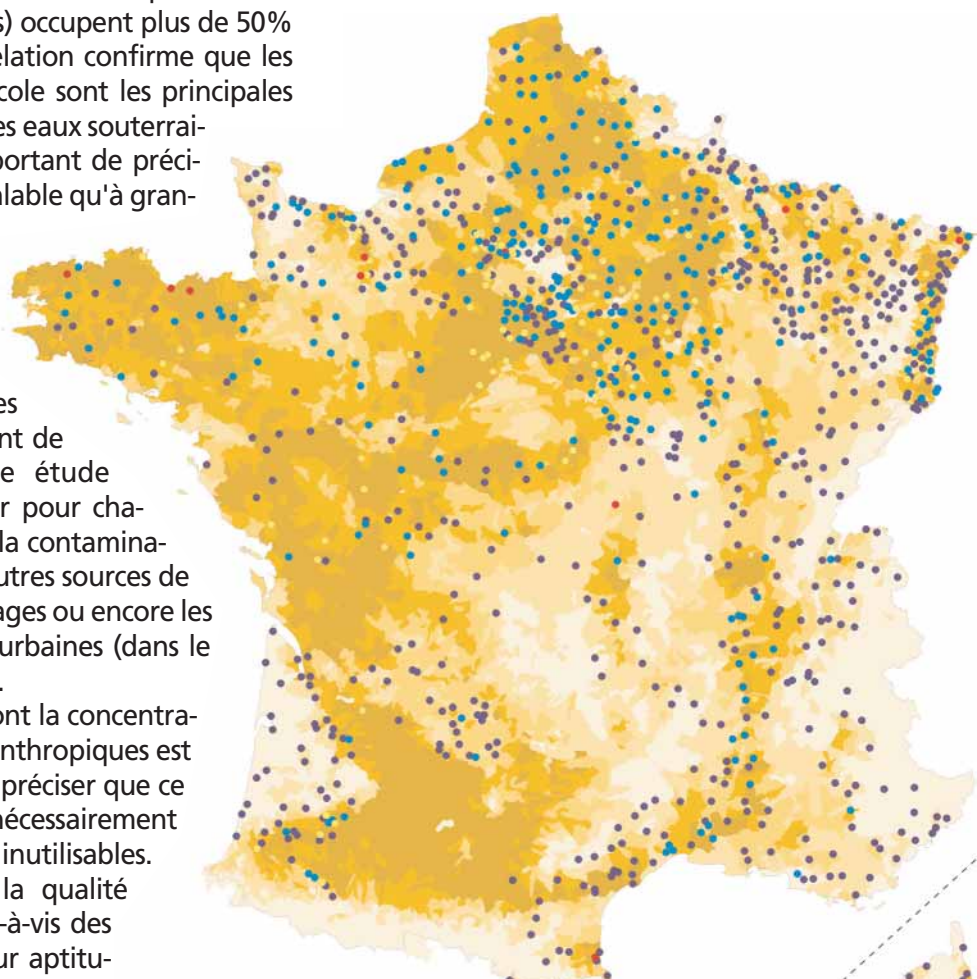 s) occupent plus de 50%
élation confirme que les
cole sont les principales
es eaux souterrai-
portant de préci-
alable qu'à gran-
es
nt de
e étude
r pour cha-
la contamina-
utres sources de
ages ou encore les
urbaines (dans le
.
ont la concentra-
nthropiques est
préciser que ce
nécessairement
inutilisables.
la qualité
-à-vis des
ur aptitu-